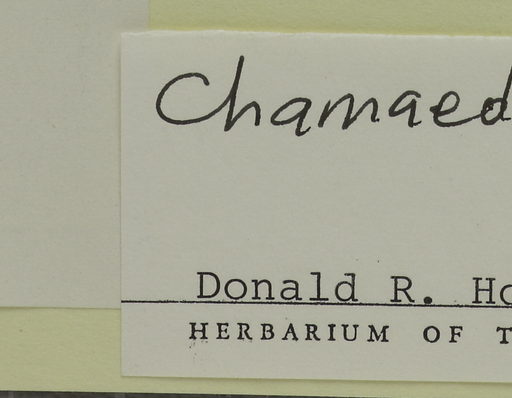 Chamaed
Donald R. Ho
HERBARIUM OF T